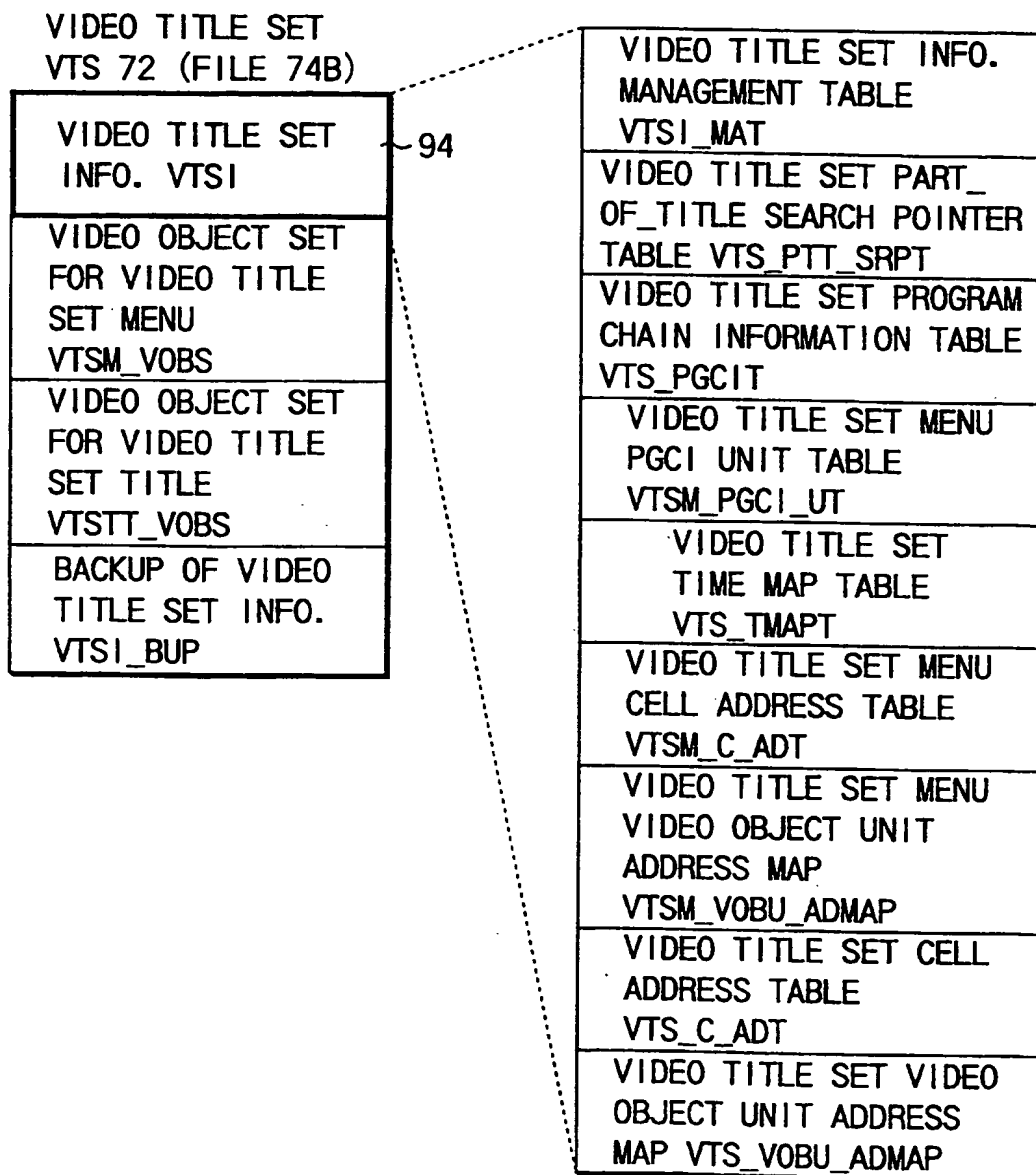 VIDEO TITLE SET
VTS 72 (FILE 74B)
VIDEO TITLE SET
INFO. VTSI
94
VIDEO OBJECT SET
FOR VIDEO TITLE
SET MENU
VTSM_VOBS
VIDEO OBJECT SET
FOR VIDEO TITLE
SET TITLE
VTSTT_VOBS
BACKUP OF VIDEO
TITLE SET INFO.
VTSI_BUP
VIDEO TITLE SET INFO.
MANAGEMENT TABLE
VTSI_MAT
VIDEO TITLE SET PART_
OF_TITLE SEARCH POINTER
TABLE VTS_PTT_SRPT
VIDEO TITLE SET PROGRAM
CHAIN INFORMATION TABLE
VTS_PGCIT
VIDEO TITLE SET MENU
PGCI UNIT TABLE
VTSM_PGCI_UT
VIDEO TITLE SET
TIME MAP TABLE
VTS_TMAPT
VIDEO TITLE SET MENU
CELL ADDRESS TABLE
VTSM_C_ADT
VIDEO TITLE SET MENU
VIDEO OBJECT UNIT
ADDRESS MAP
VTSM_VOBU_ADMAP
VIDEO TITLE SET CELL
ADDRESS TABLE
VTS_C_ADT
VIDEO TITLE SET VIDEO
OBJECT UNIT ADDRESS
MAP VTS_VOBU_ADMAP